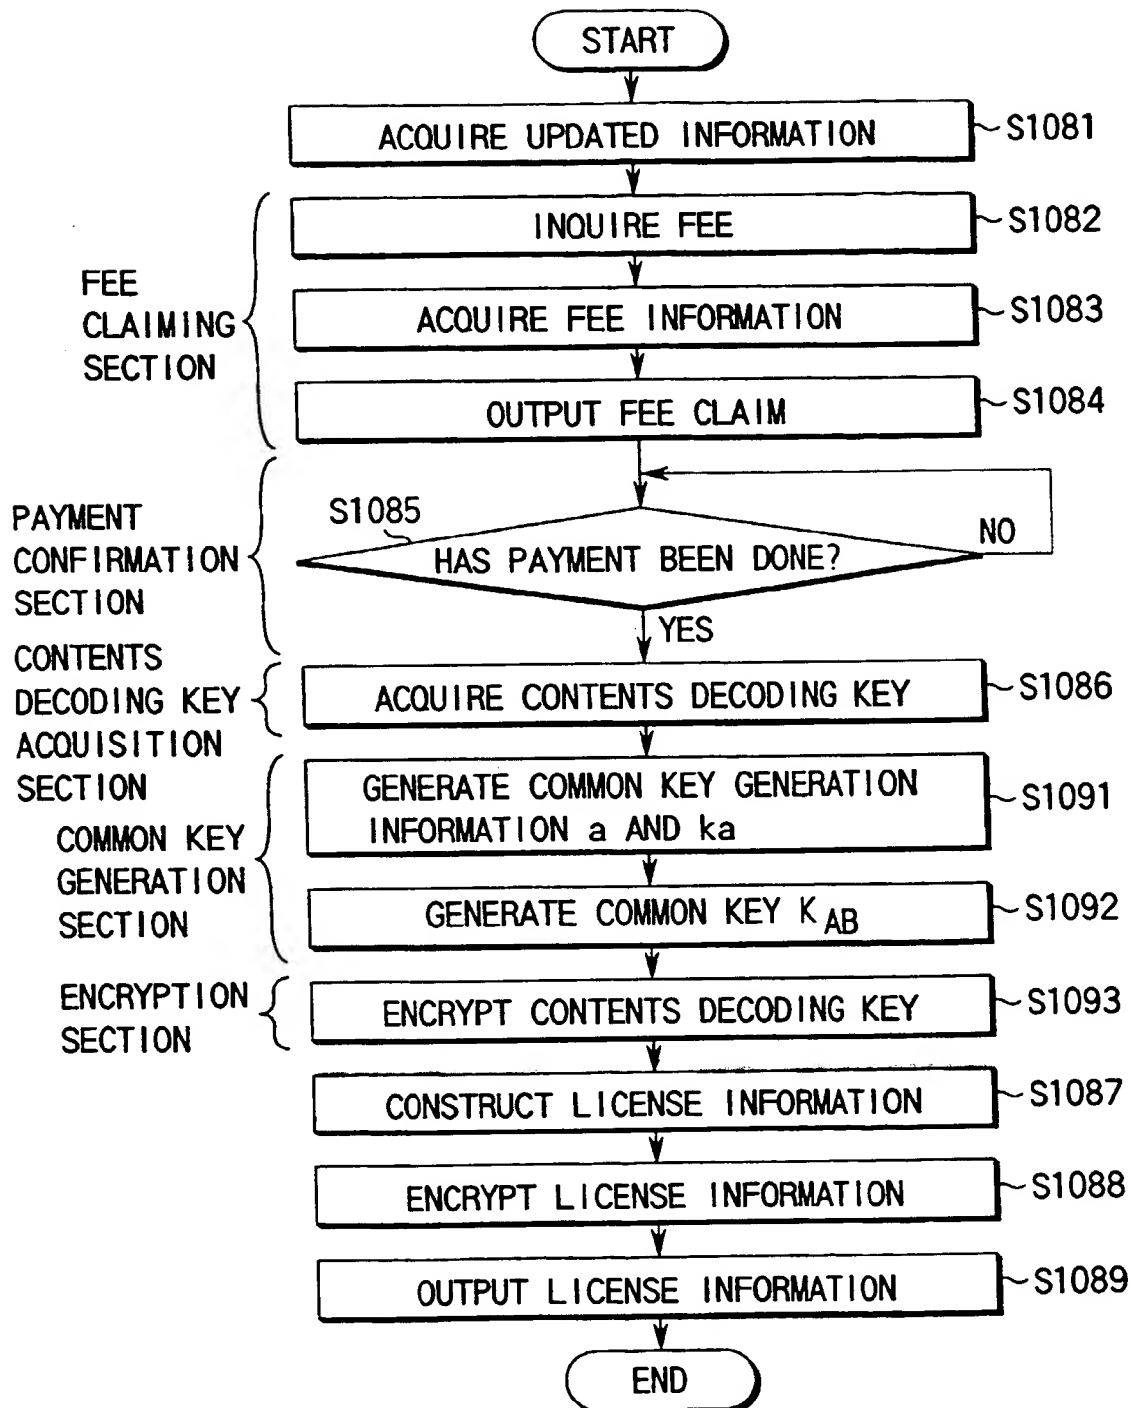 START
ACQUIRE UPDATED INFORMATION
S1081
INQUIRE FEE
S1082
FEE
CLAIMING
SECTION
ACQUIRE FEE INFORMATION
S1083
OUTPUT FEE CLAIM
S1084
PAYMENT
CONFIRMATION
SECTION
S1085
HAS PAYMENT BEEN DONE?
NO
YES
CONTENTS
DECODING KEY
ACQUISITION
SECTION
ACQUIRE CONTENTS DECODING KEY
S1086
COMMON KEY
GENERATION
SECTION
GENERATE COMMON KEY GENERATION
INFORMATION a AND ka
S1091
GENERATE COMMON KEY K AB
S1092
ENCRYPTION
SECTION
ENCRYPT CONTENTS DECODING KEY
S1093
CONSTRUCT LICENSE INFORMATION
S1087
ENCRYPT LICENSE INFORMATION
S1088
OUTPUT LICENSE INFORMATION
S1089
END